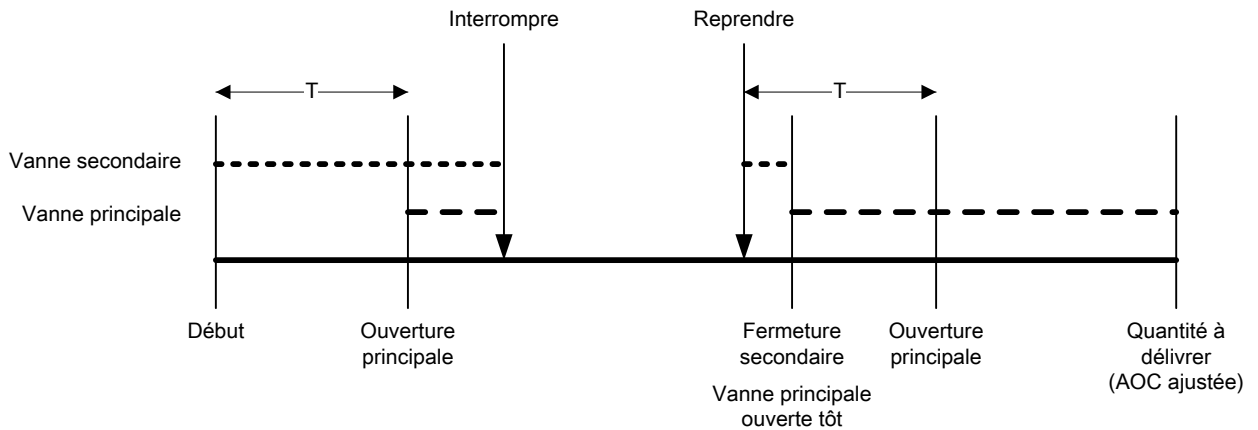 Interrompre
Reprendre
T
T
Vanne secondaire
Vanne principale
Début
Ouverture
principale
Fermeture
secondaire
Vanne principale
ouverte tôt
Ouverture
principale
Quantité à
délivrer
(AOC ajustée)